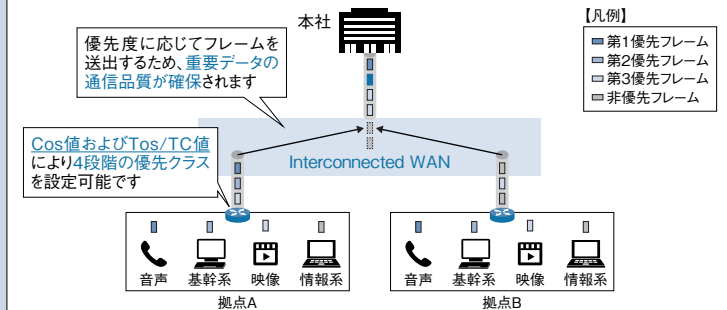 本社
【凡例】
第1優先フレーム
第2優先フレーム
第3優先フレーム
非優先フレーム
優先度に応じてフレームを
送出するため、重要データの
通信品質が確保されます
Cos値およびTos/TC値
により4段階の優先クラス
を設定可能です
Interconnected WAN
音声 基幹系 映像 情報系
拠点A
音声 基幹系 映像 情報系
拠点B